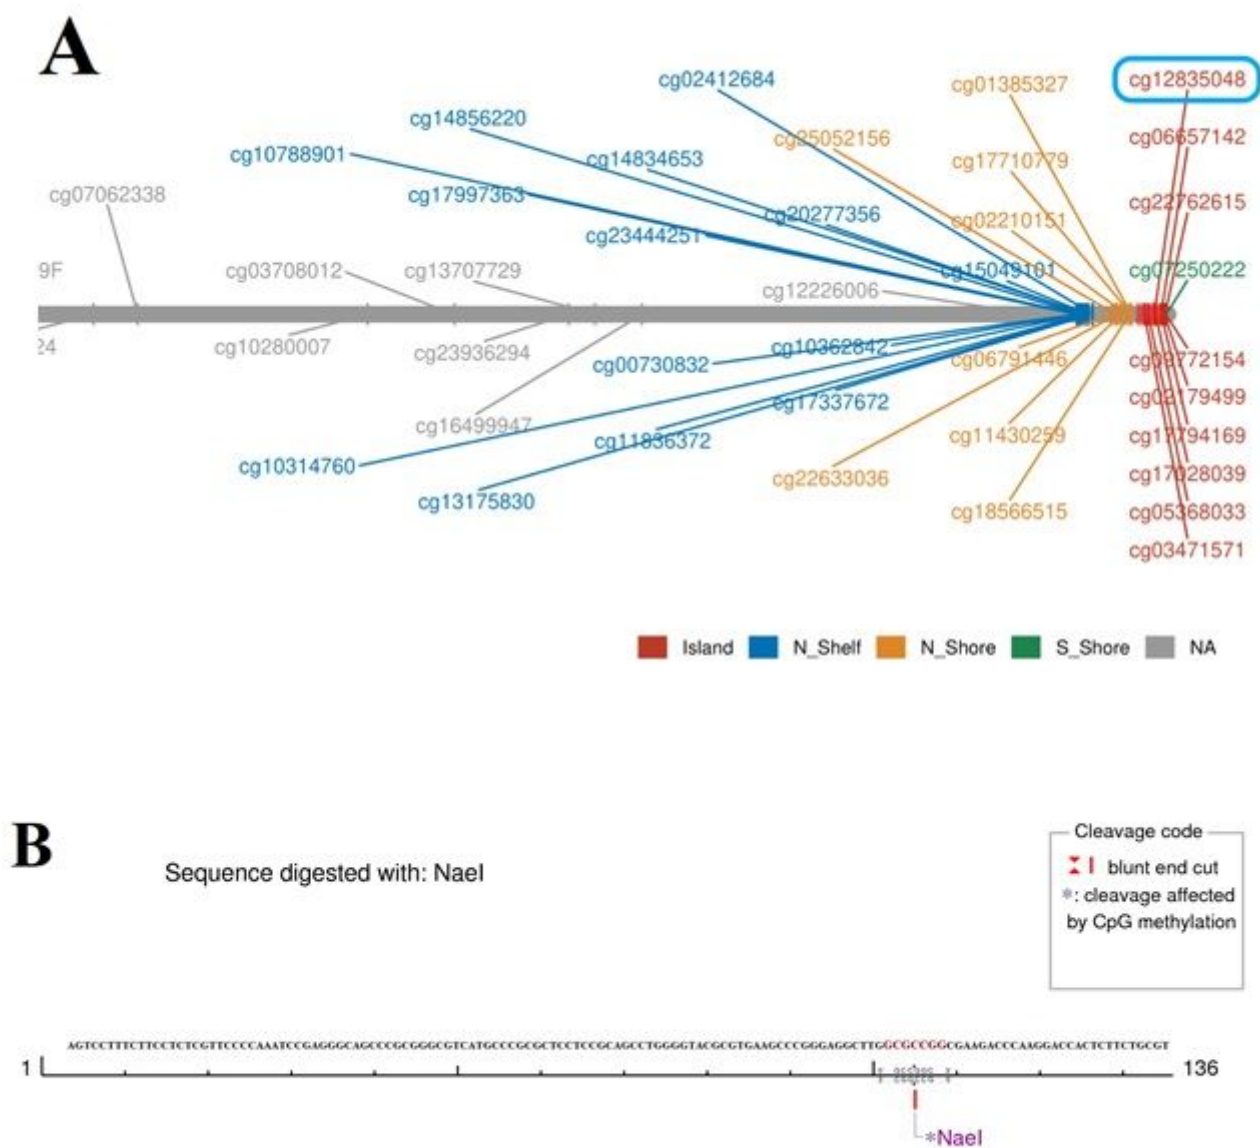 A
cg02412684
cg01385327
cg12835048
cg14856220
cg25052156
cg06657142
cg10788901
cg14834653
cg17710779
cg07062338
cg17997363
cg22762615
cg20277356
cg02210151
cg23444251
9F
cg03708012
cg13707729
cg15049101
cg07250222
cg12226006
24
cg10280007
cg23936294
cg10362842
cg00730832
cg06791446
cg09772154
cg02179499
cg17337672
cg16499947
cg11836372
cg11430259
cg17794169
cg10314760
cg22633036
cg17028039
cg13175830
cg18566515
cg05368033
cg03471571
Island N_Shelf N_Shore S_Shore NA
B
Sequence digested with: NaeI
Cleavage code
blunt end cut
*: cleavage affected
by CpG methylation
AGTCCTTTCTTCCTCTCGTTCCCCAAATCCGAGGGCAGCCCGCGGGCGTCATGCCCGCGCTCCTCCGCAGCCTGGGGTACGCGTGAAGCCCGGGAGGCTTGGCGCCGGCGAAGACCCAAGGACCACTCTTCTGCGT
1 136
*NaeI